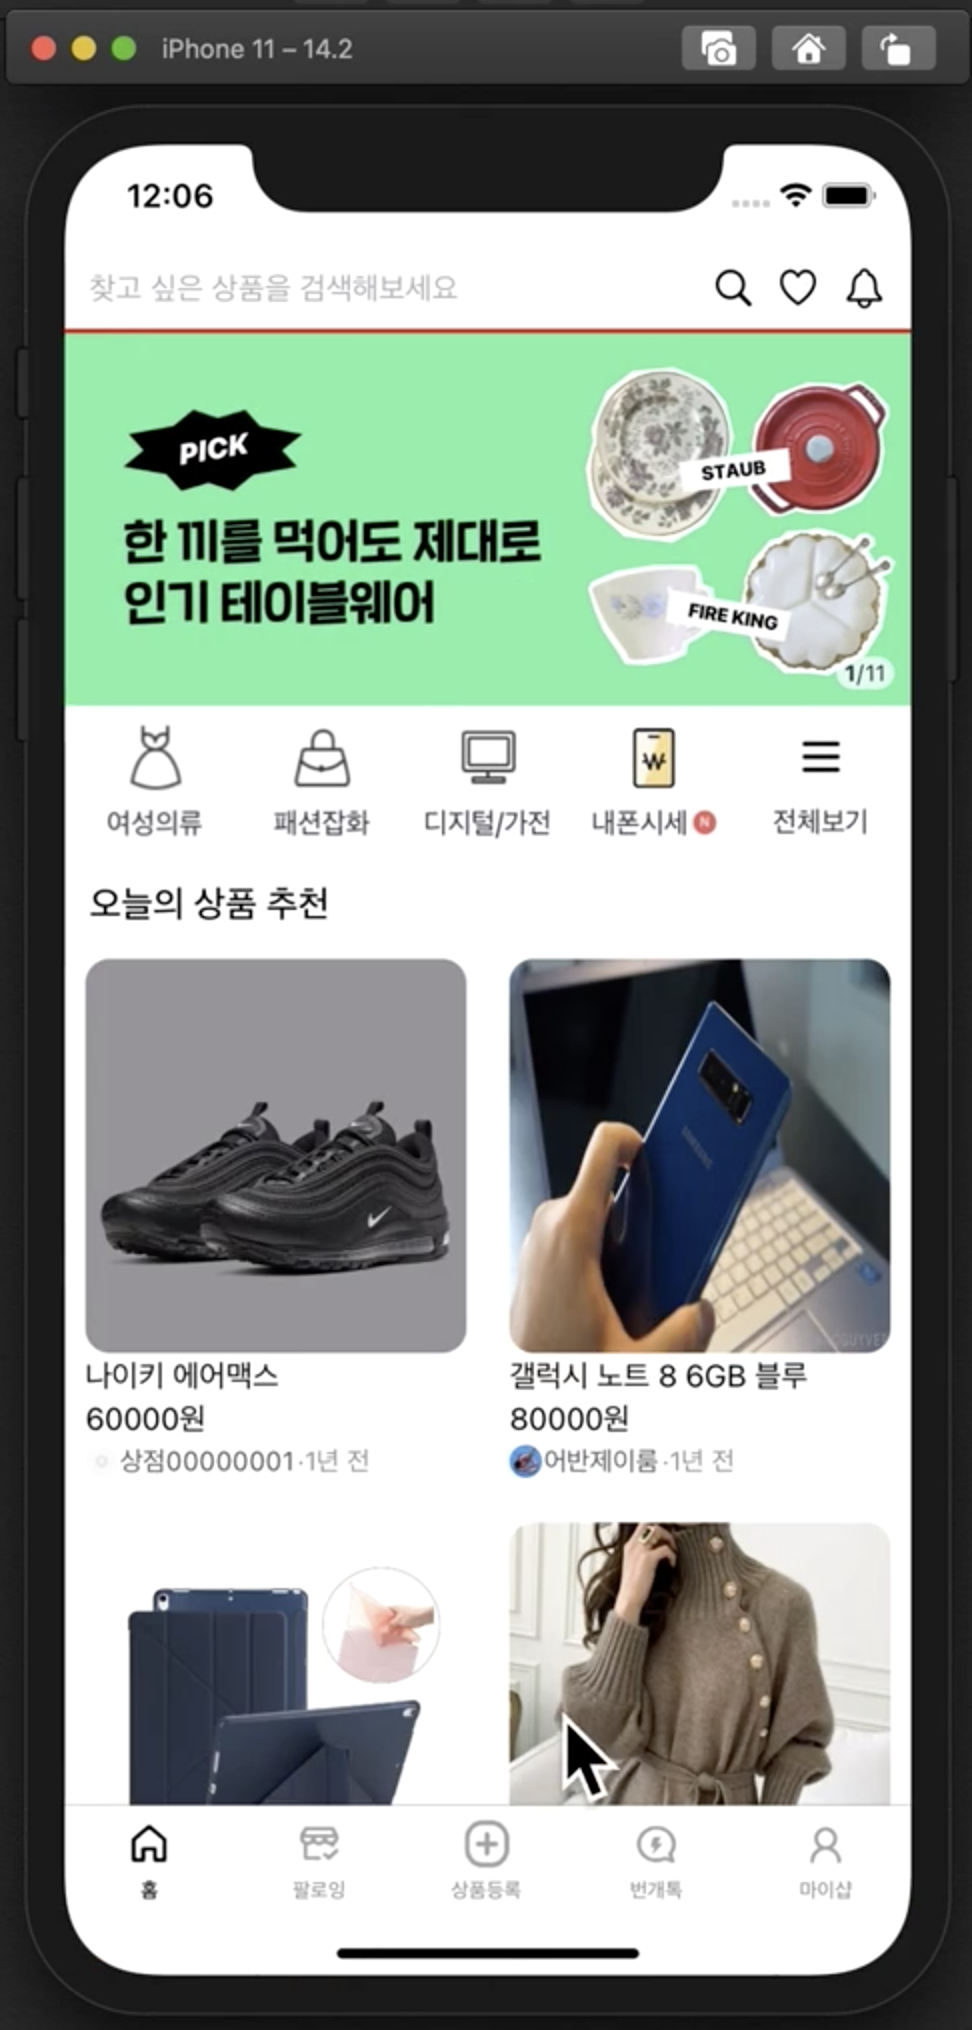 iPhone 11 – 14.2
12:06
찾고 싶은 상품을 검색해보세요
PICK
한 끼를 먹어도 제대로
인기 테이블웨어
STAUB
FIRE KING
1/11
여성의류 패션잡화 디지털/가전 내폰시세 N 전체보기
오늘의 상품 추천
SAMSUNG
나이키 에어맥스
60000원
상점00000001·1년 전
갤럭시 노트 8 6GB 블루
80000원
어반제이룸·1년 전
홈 팔로잉 상품등록 번개톡 마이샵